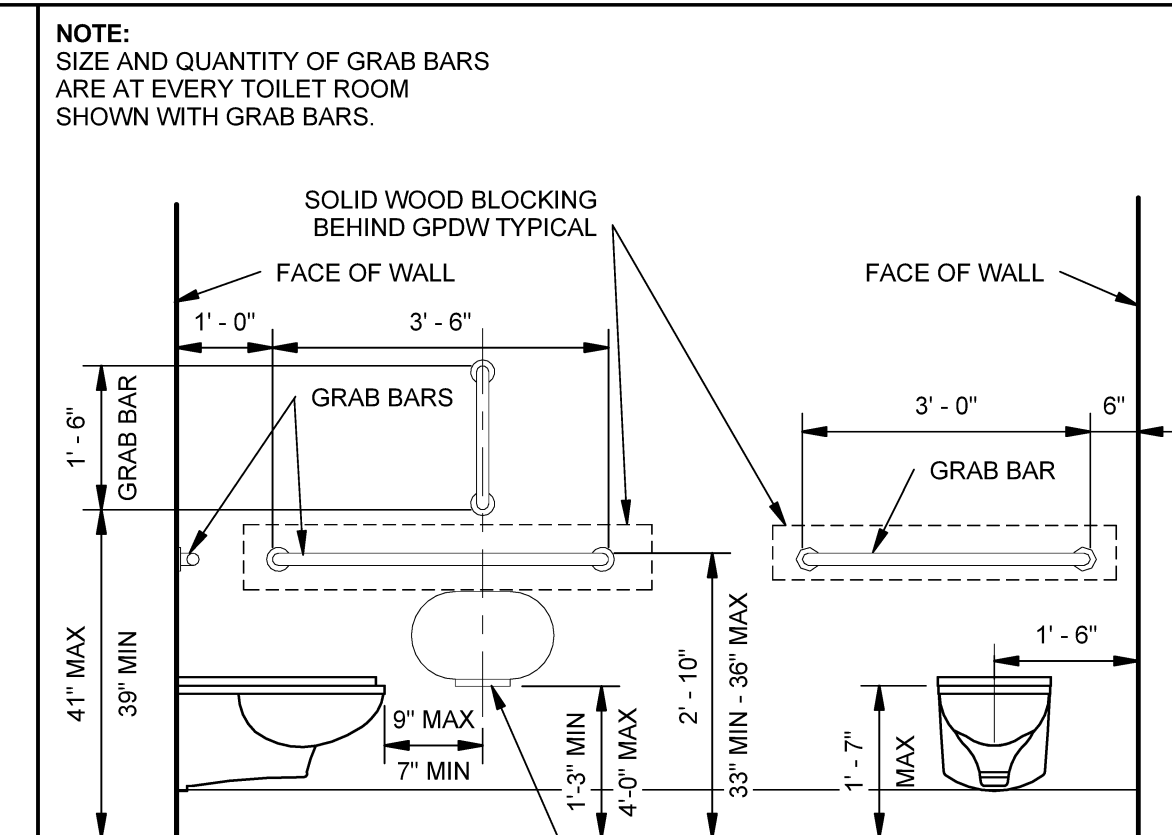 NOTE:
SIZE AND QUANTITY OF GRAB BARS
ARE AT EVERY TOILET ROOM
SHOWN WITH GRAB BARS.
SOLID WOOD BLOCKING
BEHIND GPDW TYPICAL
FACE OF WALL
FACE OF WALL
1' - 0"
3' - 6"
1' - 6"
GRAB BAR
GRAB BARS
3' - 0"
6"
GRAB BAR
41" MAX
39" MIN
9" MAX
7" MIN
1'-3" MIN
4'-0" MAX
2' - 10"
33" MIN - 36" MAX
1' - 6"
1' - 7"
MAX